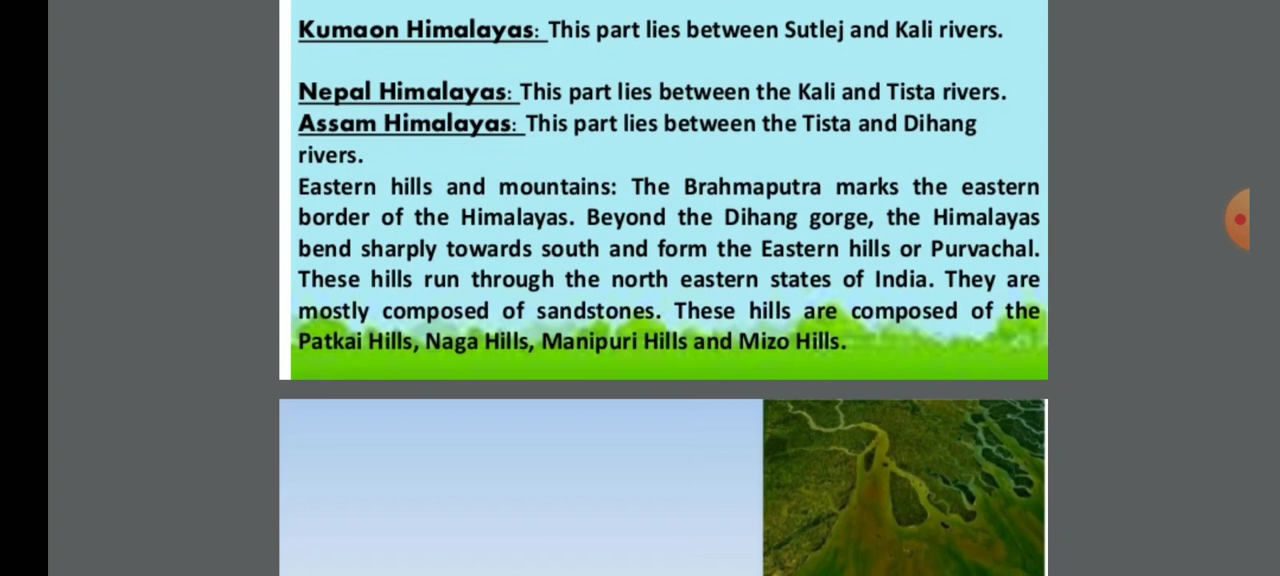 Kumaon Himalayas: This part lies between Sutlej and Kali rivers.
Nepal Himalayas: This part lies between the Kali and Tista rivers.
Assam Himalayas: This part lies between the Tista and Dihang
rivers.
Eastern hills and mountains: The Brahmaputra marks the eastern
border of the Himalayas. Beyond the Dihang gorge, the Himalayas
bend sharply towards south and form the Eastern hills or Purvachal.
These hills run through the north eastern states of India. They are
mostly composed of sandstones. These hills are composed of the
Patkai Hills, Naga Hills, Manipuri Hills and Mizo Hills.